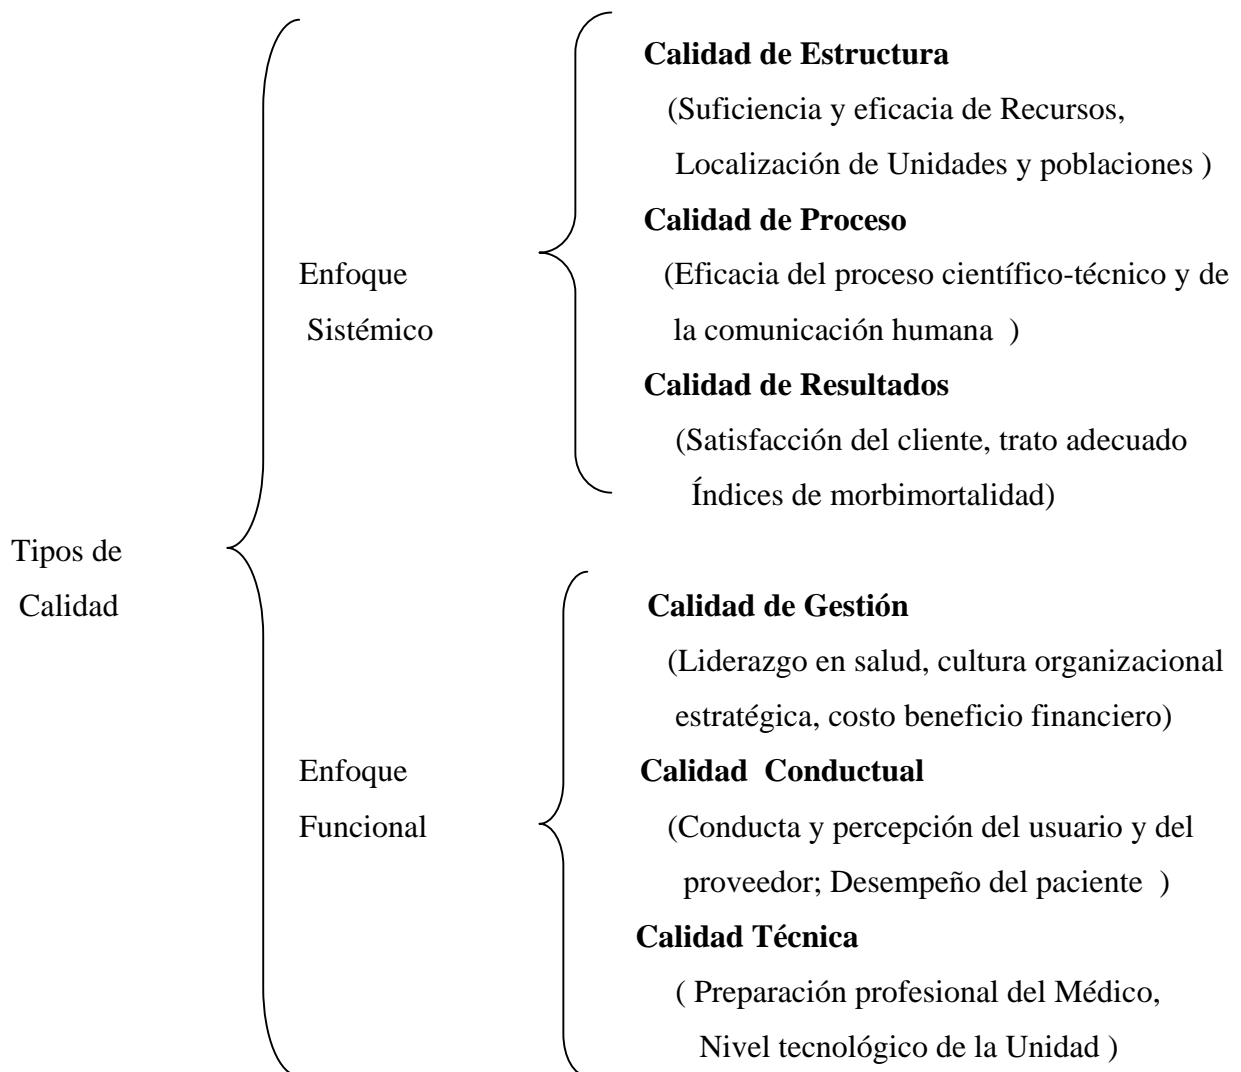 Tipos de
Calidad
Enfoque
Sistémico
Calidad de Estructura
(Suficiencia y eficacia de Recursos,
Localización de Unidades y poblaciones )
Calidad de Proceso
(Eficacia del proceso científico-técnico y de
la comunicación humana )
Calidad de Resultados
(Satisfacción del cliente, trato adecuado
Índices de morbimortalidad)
Enfoque
Funcional
Calidad de Gestión
(Liderazgo en salud, cultura organizacional
estratégica, costo beneficio financiero)
Calidad Conductual
(Conducta y percepción del usuario y del
proveedor; Desempeño del paciente )
Calidad Técnica
( Preparación profesional del Médico,
Nivel tecnológico de la Unidad )